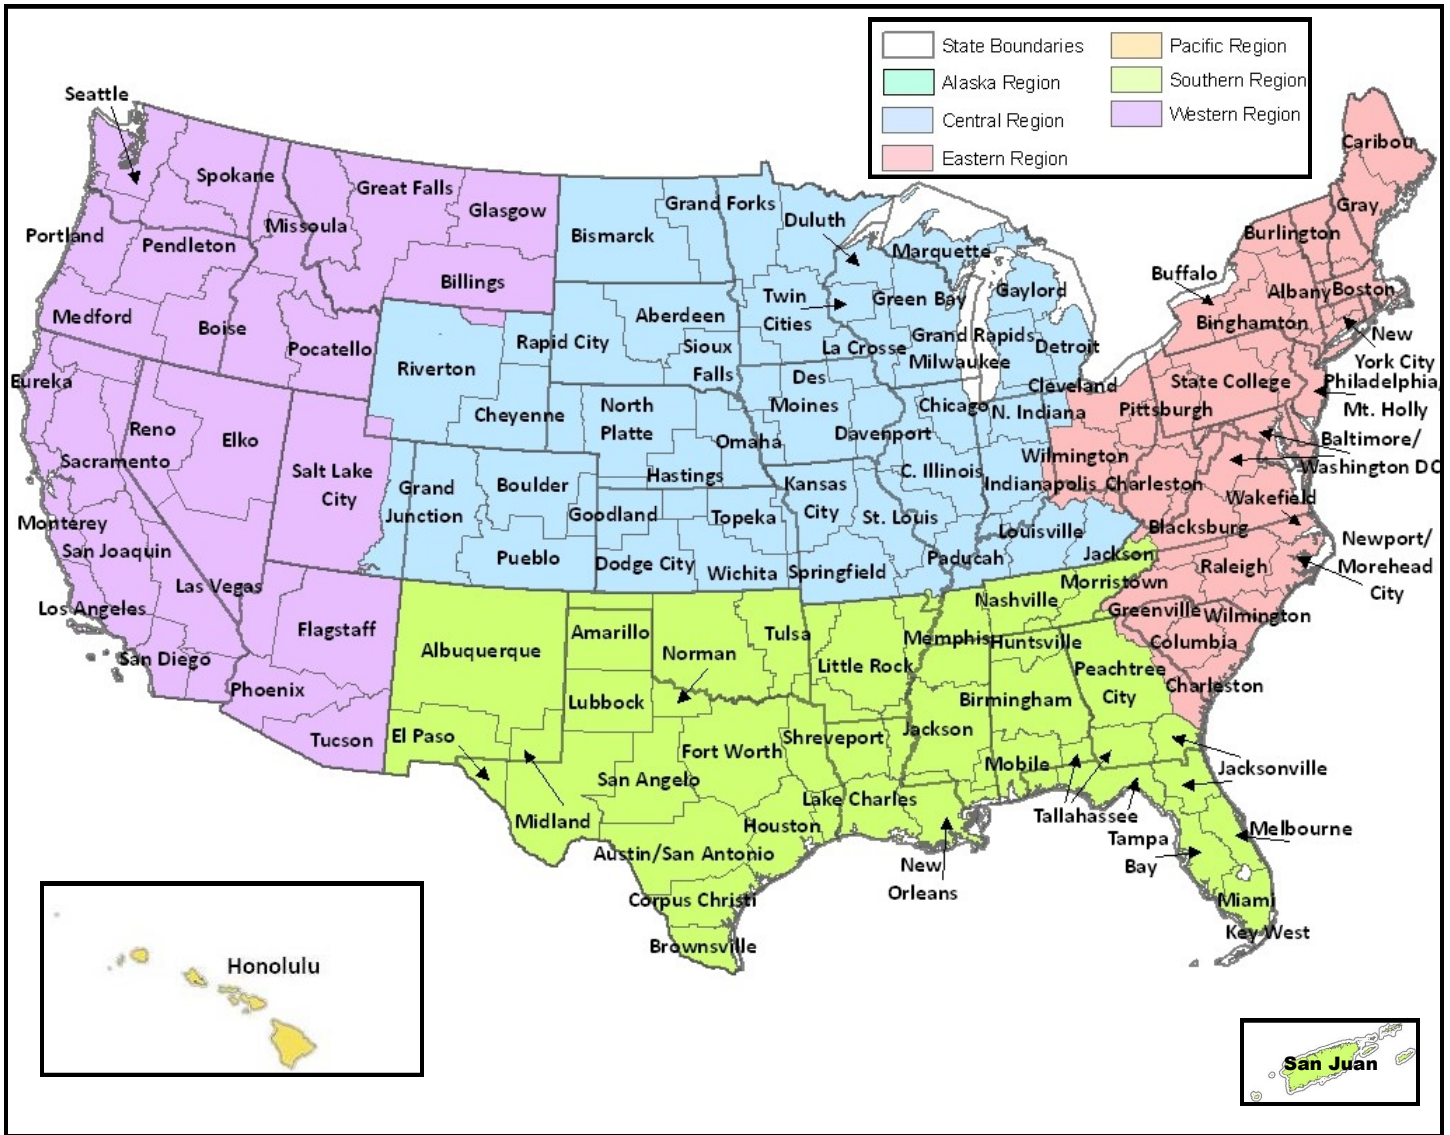 State Boundaries
Alaska Region
Central Region
Eastern Region
Pacific Region
Southern Region
Western Region
Seattle
Spokane
Great Falls
Glasgow
Missoula
Portland
Pendleton
Billings
Medford
Boise
Pocatello
Eureka
Reno
Elko
Sacramento
Salt Lake
City
Monterey
San Joaquin
Las Vegas
Los Angeles
Flagstaff
San Diego
Phoenix
Tucson
Bismarck
Grand Forks
Duluth
Marquette
Twin
Cities
Green Bay
Gaylord
Aberdeen
Rapid City
Sioux
Falls
La Crosse
Grand Rapids
Milwaukee
Detroit
Riverton
Cheyenne
North
Platte
Des
Moines
Omaha
Davenport
Chicago
N. Indiana
Cleveland
Hastings
Grand
Junction
Boulder
Goodland
Topeka
Kansas
City
C. Illinois
St. Louis
Indianapolis
Wilmington
Pueblo
Dodge City
Wichita
Springfield
Paducah
Louisville
Jackson
Caribou
Gray
Burlington
Buffalo
Albany
Boston
Binghamton
New
York City
State College
Philadelphia,
Mt. Holly
Pittsburgh
Baltimore/
Washington DC
Charleston
Wakefield
Blacksburg
Newport/
Morehead
City
Raleigh
Morristown
Greenville
Wilmington
Columbia
Charleston
Albuquerque
Amarillo
Norman
Tulsa
Little Rock
Memphis
Nashville
Huntsville
Peachtree
City
Lubbock
Birmingham
El Paso
Fort Worth
Shreveport
Jackson
Mobile
San Angelo
Midland
Lake Charles
Houston
Austin/San Antonio
Corpus Christi
Brownsville
New
Orleans
Tallahassee
Jacksonville
Tampa
Bay
Melbourne
Miami
Key West
Honolulu
San Juan